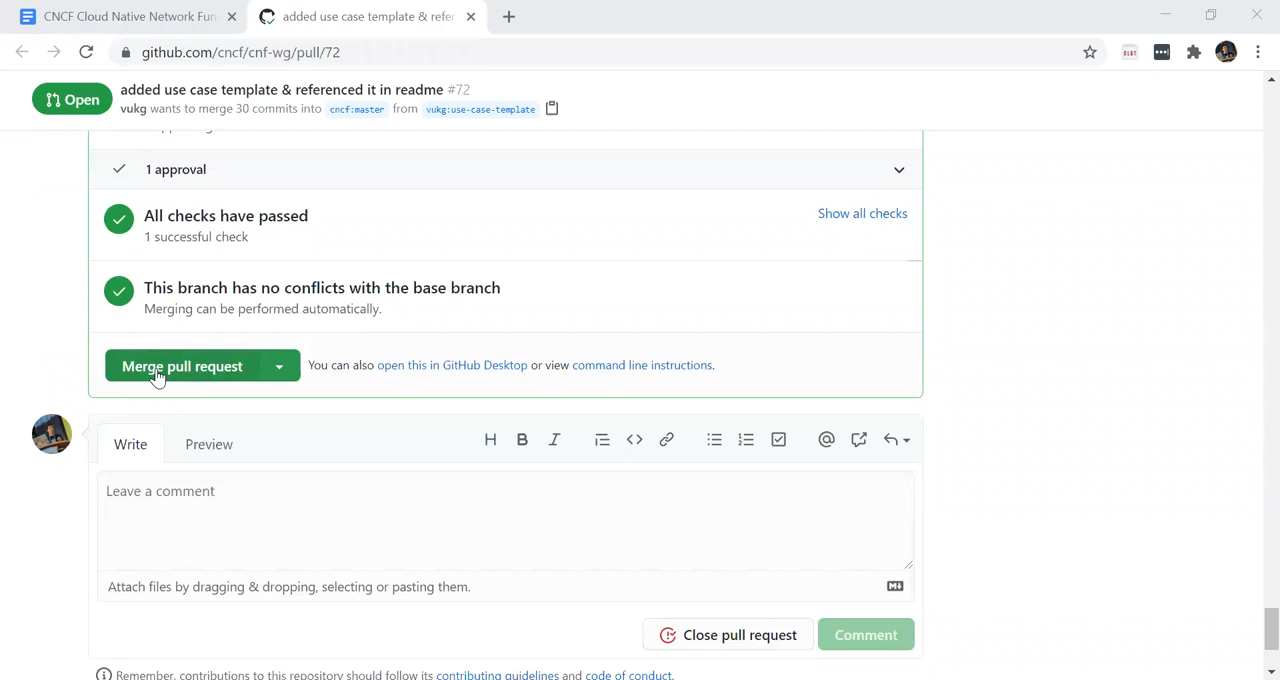 CNCF Cloud Native Network Fun
added use case template & refer
github.com/cncf/cnf-wg/pull/72
Open
added use case template & referenced it in readme #72
vukg wants to merge 30 commits into cncf:master from vukg:use-case-template
1 approval
All checks have passed
Show all checks
1 successful check
This branch has no conflicts with the base branch
Merging can be performed automatically.
Merge pull request
You can also open this in GitHub Desktop or view command line instructions.
Write
Preview
Leave a comment
Attach files by dragging & dropping, selecting or pasting them.
Close pull request
Comment
Remember, contributions to this repository should follow its contributing guidelines and code of conduct.